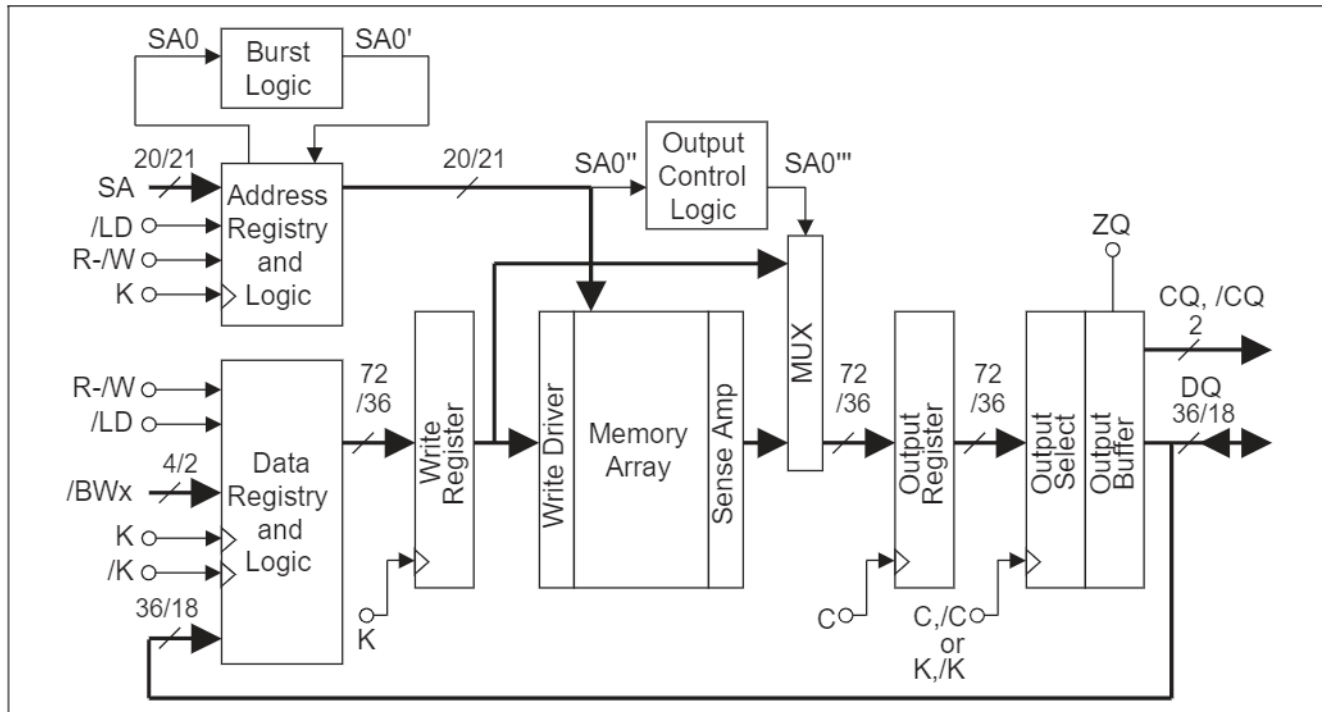 SA0
Burst
Logic
SA0'
20/21
SA
/LD
R-/W
K
Address
Registry
and
Logic
20/21
SA0''
Output
Control
Logic
SA0'''
ZQ
CQ, /CQ
2
R-/W
/LD
4/2
/BWx
K
/K
36/18
Data
Registry
and
Logic
72
/36
Write
Register
K
Write Driver
Memory
Array
Sense Amp
MUX
72
/36
Output
Register
C
72
/36
Output
Select
Output
Buffer
C,/C
or
K,/K
DQ
36/18